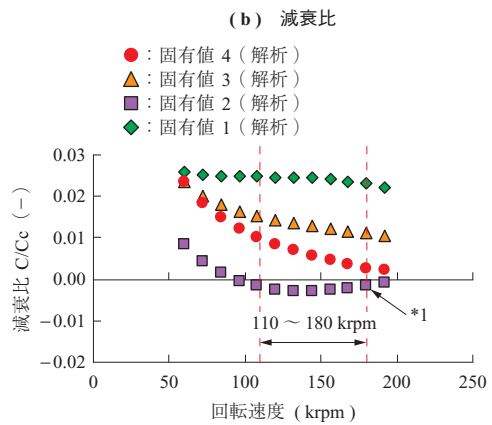 ( b ) 減衰比
● : 固有値 4 ( 解析 )
▲ : 固有値 3 ( 解析 )
■ : 固有値 2 ( 解析 )
◆ : 固有値 1 ( 解析 )
減衰比 C/Cc ( − )
0.03
0.02
0.01
0.00
−0.01
−0.02
*1
110 ～ 180 krpm
0 50 100 150 200 250
回転速度 ( krpm )